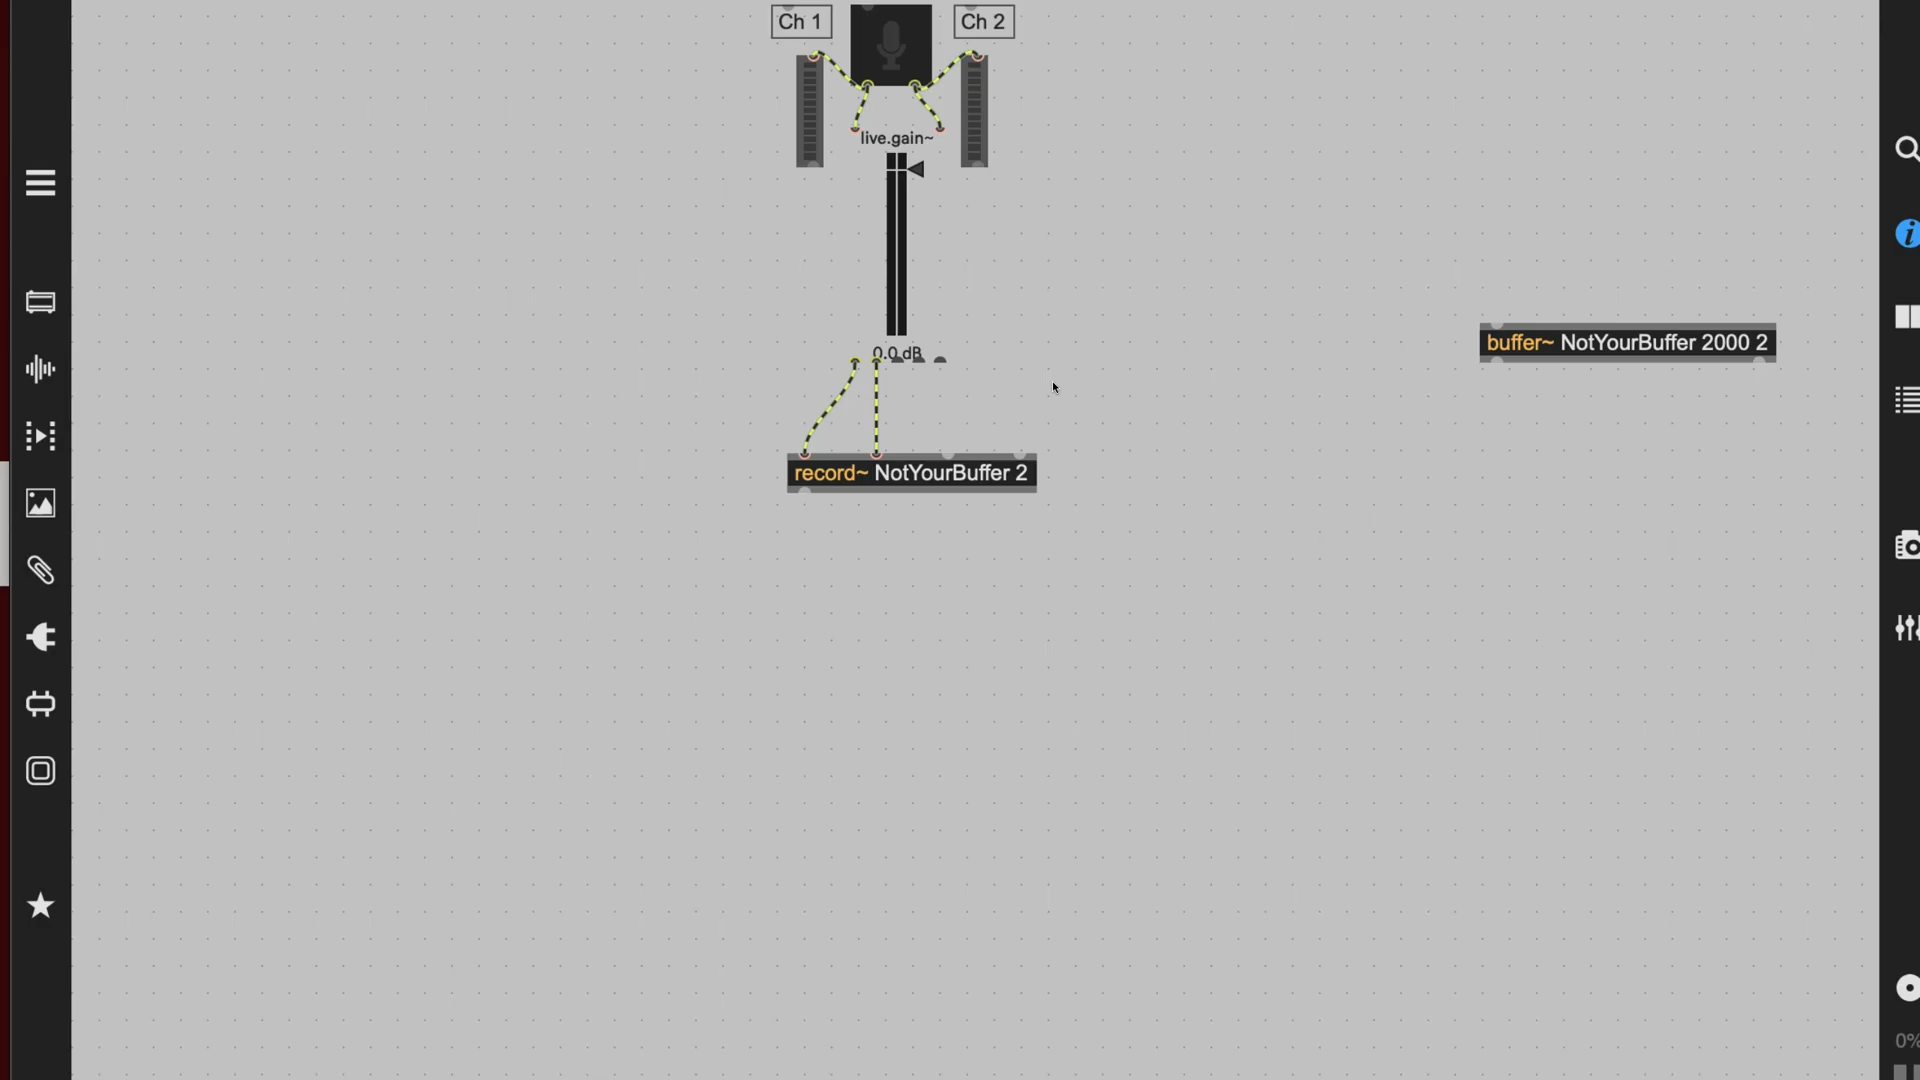 Ch 1
Ch 2
live.gain~
0.0 dB
buffer~ NotYourBuffer 2000 2
record~ NotYourBuffer 2
0%